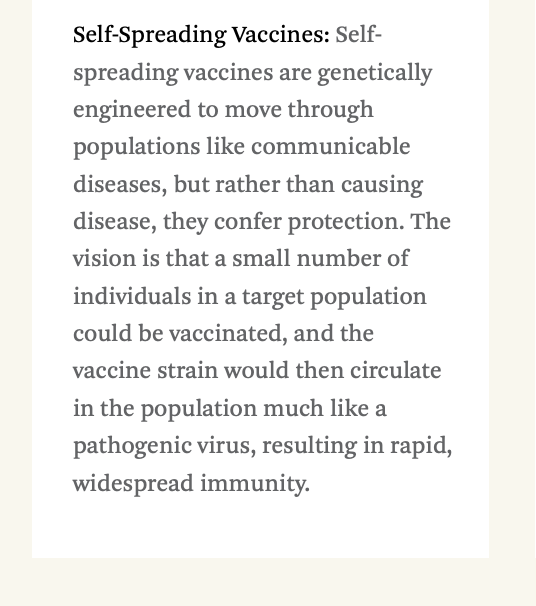 Self-Spreading Vaccines: Self-
spreading vaccines are genetically
engineered to move through
populations like communicable
diseases, but rather than causing
disease, they confer protection. The
vision is that a small number of
individuals in a target population
could be vaccinated, and the
vaccine strain would then circulate
in the population much like a
pathogenic virus, resulting in rapid,
widespread immunity.